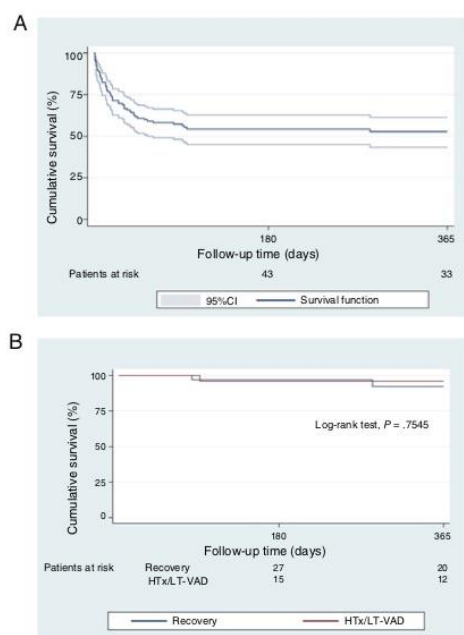 A
100
75
50
25
0
Cumulative survival (%)
180
365
Follow-up time (days)
Patients at risk
43
33
95%CI
Survival function
B
100
75
50
25
0
Cumulative survival (%)
Log-rank test, P = .7545
180
365
Follow-up time (days)
Patients at risk
Recovery 27 20
HTx/LT-VAD 15 12
Recovery
HTx/LT-VAD